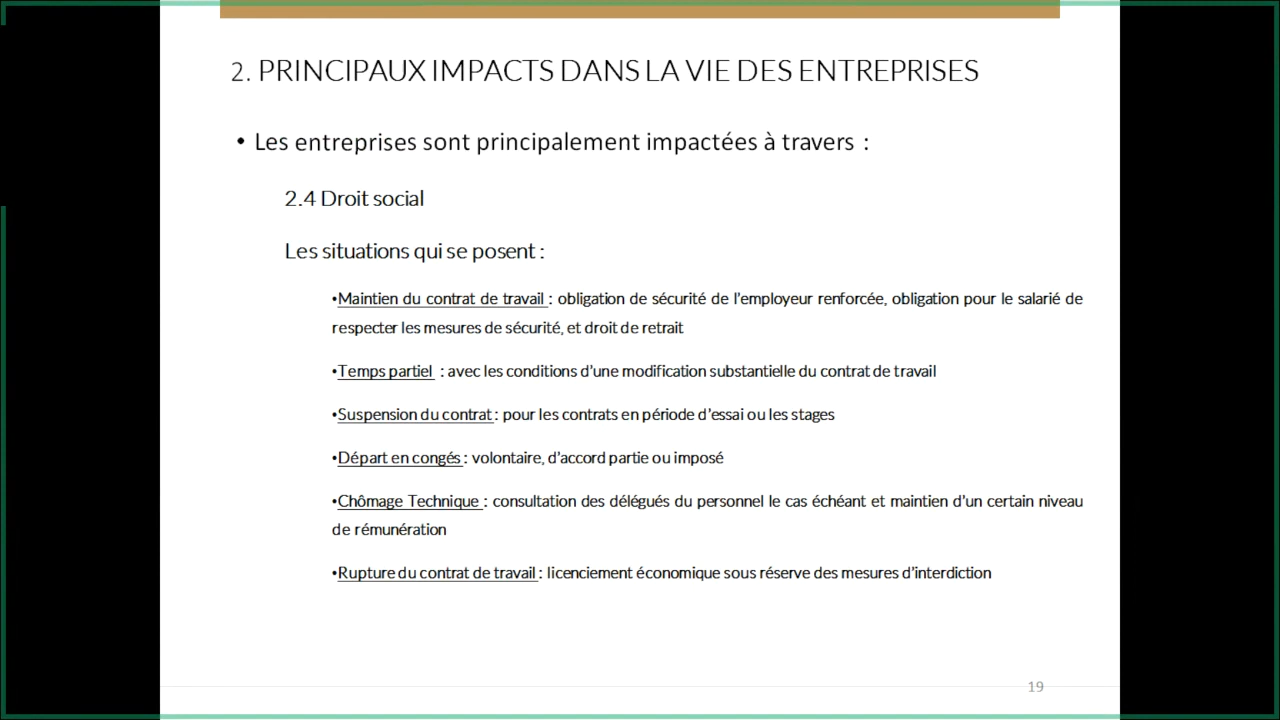 2. PRINCIPAUX IMPACTS DANS LA VIE DES ENTREPRISES
• Les entreprises sont principalement impactées à travers :
2.4 Droit social
Les situations qui se posent :
•Maintien du contrat de travail : obligation de sécurité de l'employeur renforcée, obligation pour le salarié de
respecter les mesures de sécurité, et droit de retrait
•Temps partiel : avec les conditions d'une modification substantielle du contrat de travail
•Suspension du contrat : pour les contrats en période d'essai ou les stages
•Départ en congés : volontaire, d'accord partie ou imposé
•Chômage Technique : consultation des délégués du personnel le cas échéant et maintien d'un certain niveau
de rémunération
•Rupture du contrat de travail : licenciement économique sous réserve des mesures d'interdiction
19